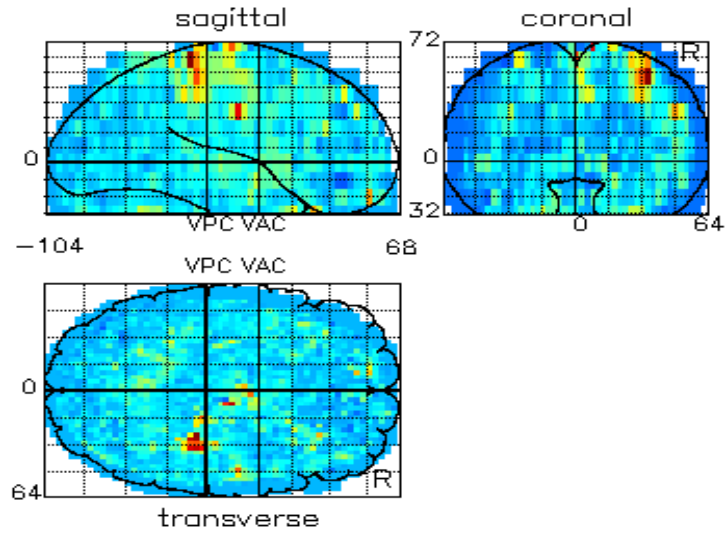 sagittal
coronal
72
R
0
0
32
VPC VAC
0
64
-104
68
VPC VAC
0
R
64
transverse